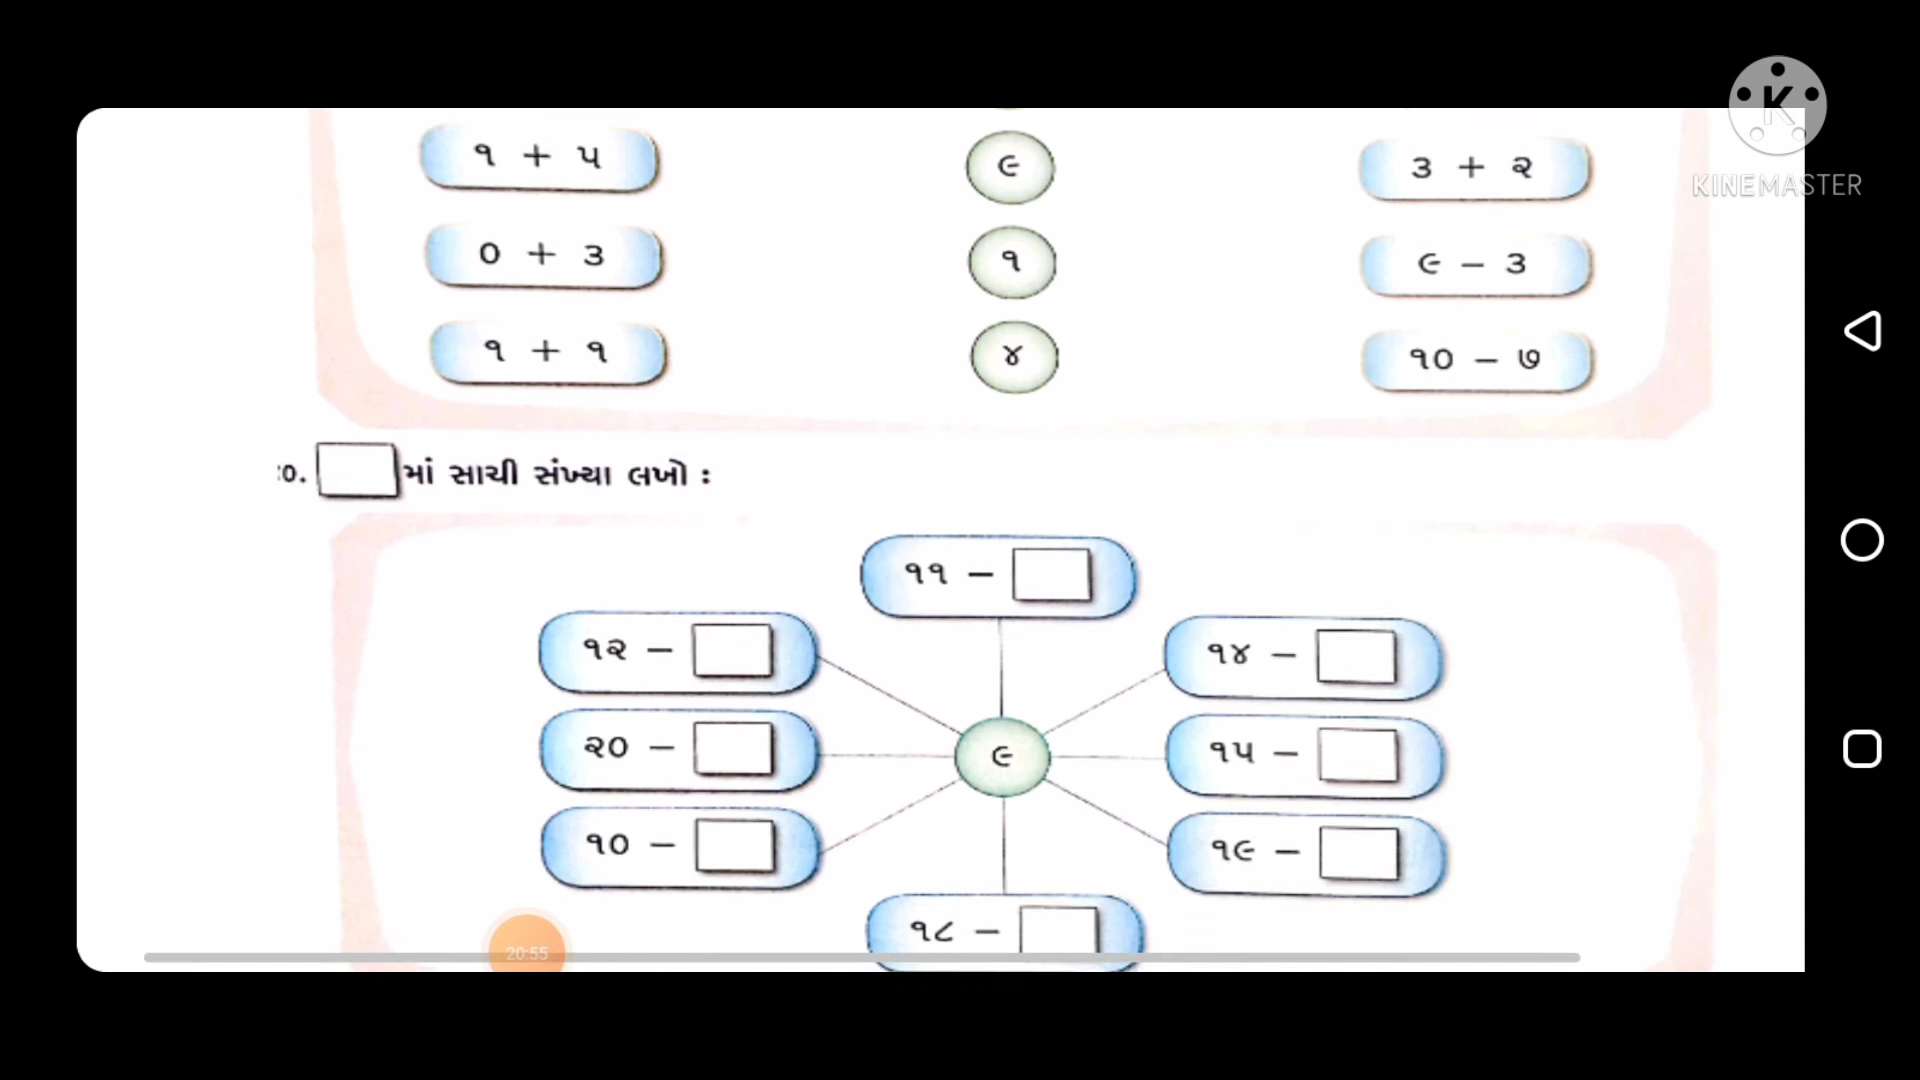 ૧ + ૫
૯
૩ + ૨
૦ + ૩
૧
૯ – ૩
૧ + ૧
૪
૧૦ – ૭
૦. માં સાચી સંખ્યા લખો :
૧૧ –
૧૨ –
૧૪ –
૨૦ –
૯
૧૫ –
૧૦ –
૧૯ –
૧૮ –
20:55
K
KINEMASTER